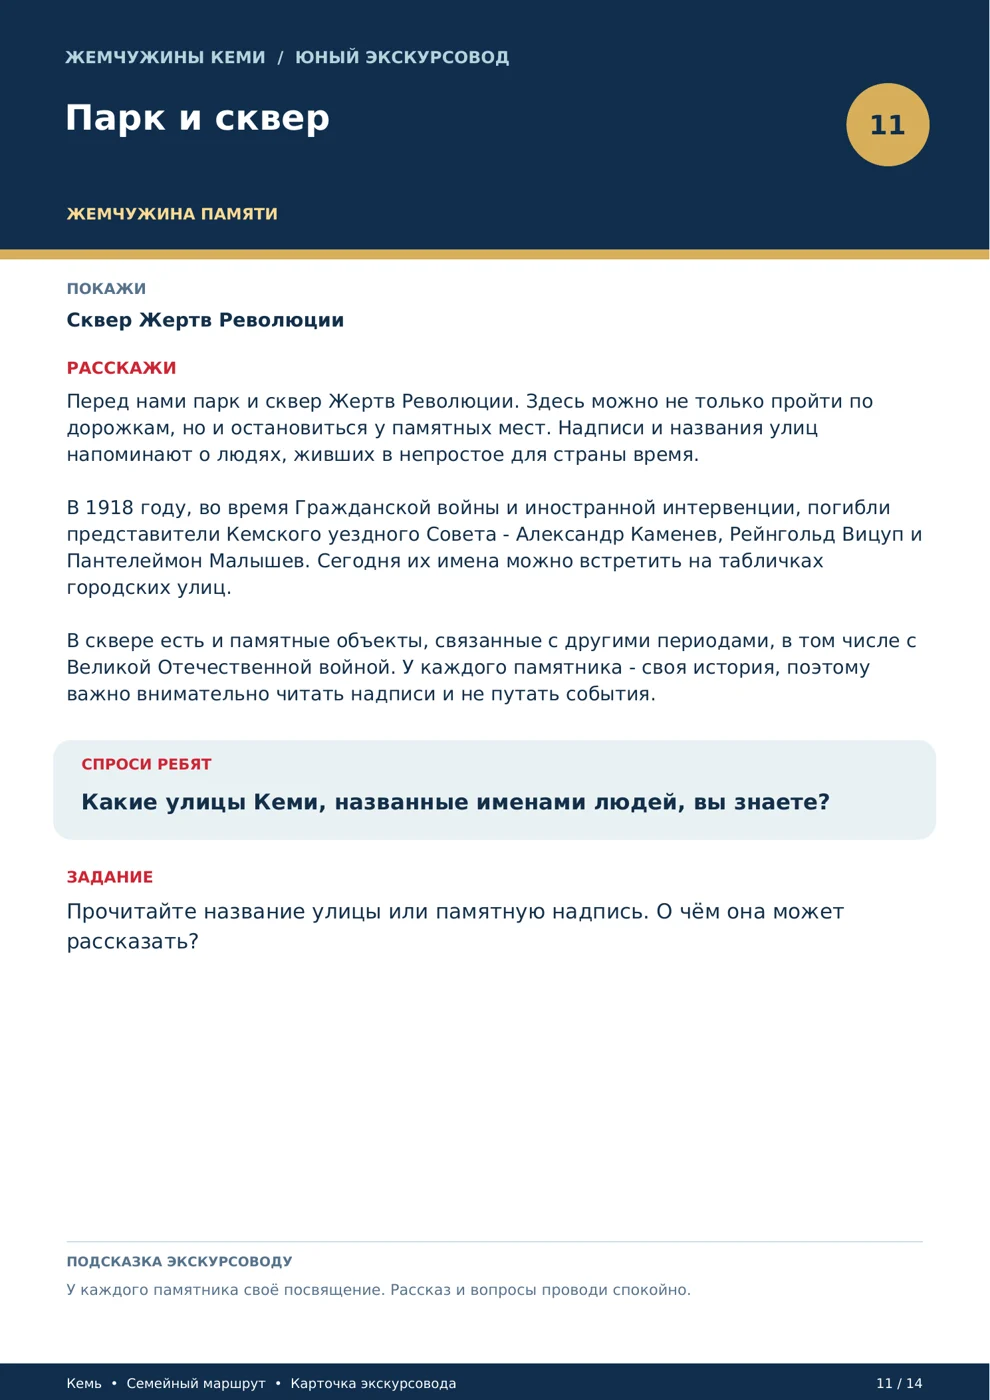 ЖЕМЧУЖИНЫ КЕМИ / ЮНЫЙ ЭКСКУРСОВОД
Парк и сквер
11
ЖЕМЧУЖИНА ПАМЯТИ
ПОКАЖИ
Сквер Жертв Революции
РАССКАЖИ
Перед нами парк и сквер Жертв Революции. Здесь можно не только пройти по
дорожкам, но и остановиться у памятных мест. Надписи и названия улиц
напоминают о людях, живших в непростое для страны время.
В 1918 году, во время Гражданской войны и иностранной интервенции, погибли
представители Кемского уездного Совета - Александр Каменев, Рейнгольд Вицуп и
Пантелеймон Малышев. Сегодня их имена можно встретить на табличках
городских улиц.
В сквере есть и памятные объекты, связанные с другими периодами, в том числе с
Великой Отечественной войной. У каждого памятника - своя история, поэтому
важно внимательно читать надписи и не путать события.
СПРОСИ РЕБЯТ
Какие улицы Кеми, названные именами людей, вы знаете?
ЗАДАНИЕ
Прочитайте название улицы или памятную надпись. О чём она может
рассказать?
ПОДСКАЗКА ЭКСКУРСОВОДУ
У каждого памятника своё посвящение. Рассказ и вопросы проводи спокойно.
Кемь • Семейный маршрут • Карточка экскурсовода
11 / 14